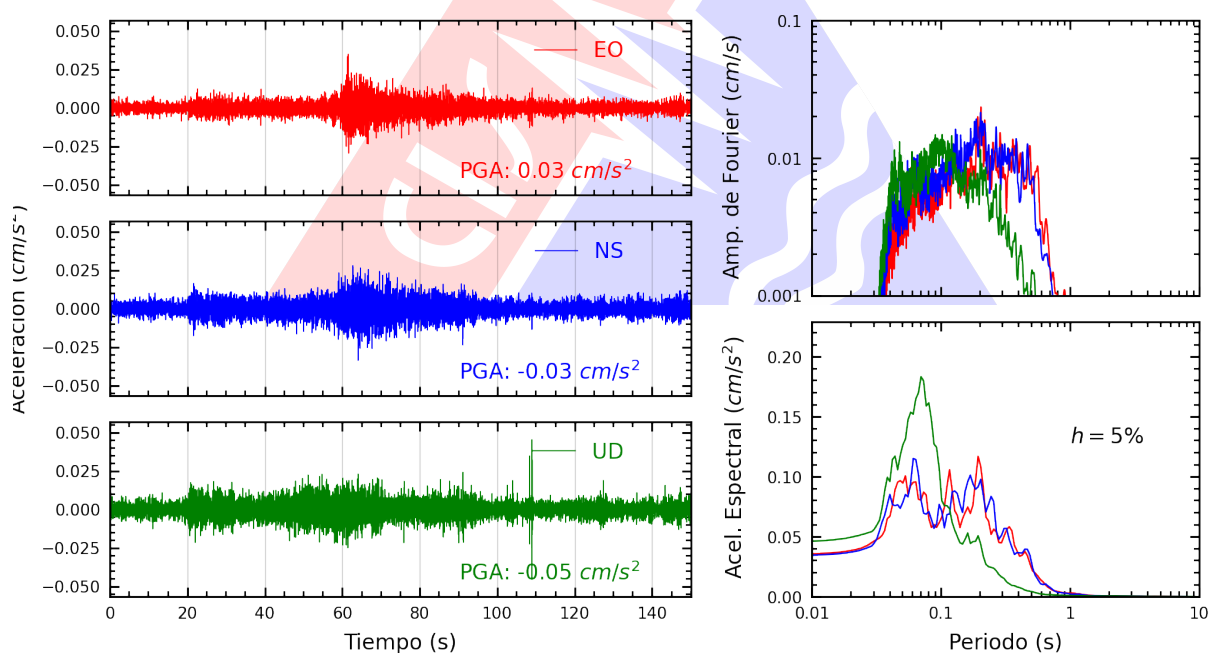 0.050
0.025
0.000
−0.025
−0.050
EO
PGA: 0.03 cm/s²
0.050
0.025
0.000
−0.025
−0.050
NS
PGA: -0.03 cm/s²
0.050
0.025
0.000
−0.025
−0.050
UD
PGA: -0.05 cm/s²
0 20 40 60 80 100 120 140
Tiempo (s)
Aceleracion (cm/s²)
0.1
0.01
0.001
Amp. de Fourier (cm/s)
0.20
0.15
0.10
0.05
0.00
Acel. Espectral (cm/s²)
h = 5%
0.01 0.1 1 10
Periodo (s)